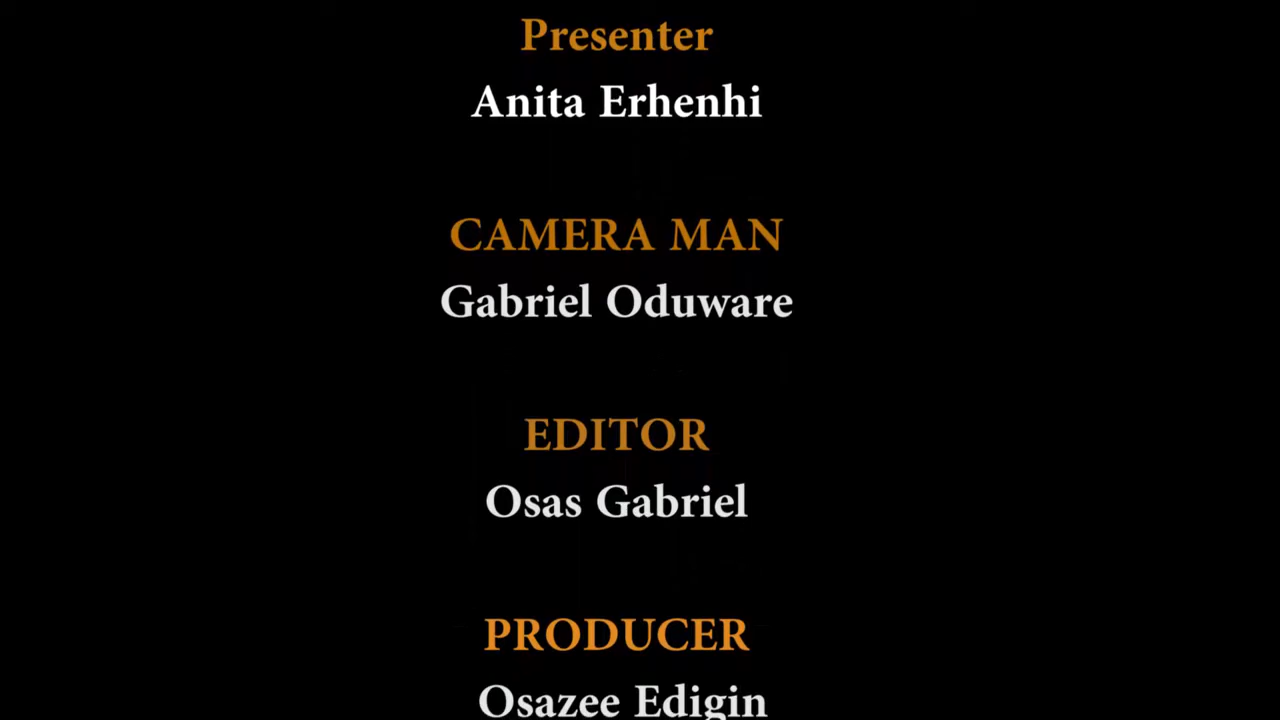 Presenter
Anita Erhenhi
CAMERA MAN
Gabriel Oduware
EDITOR
Osas Gabriel
PRODUCER
Osazee Edigin